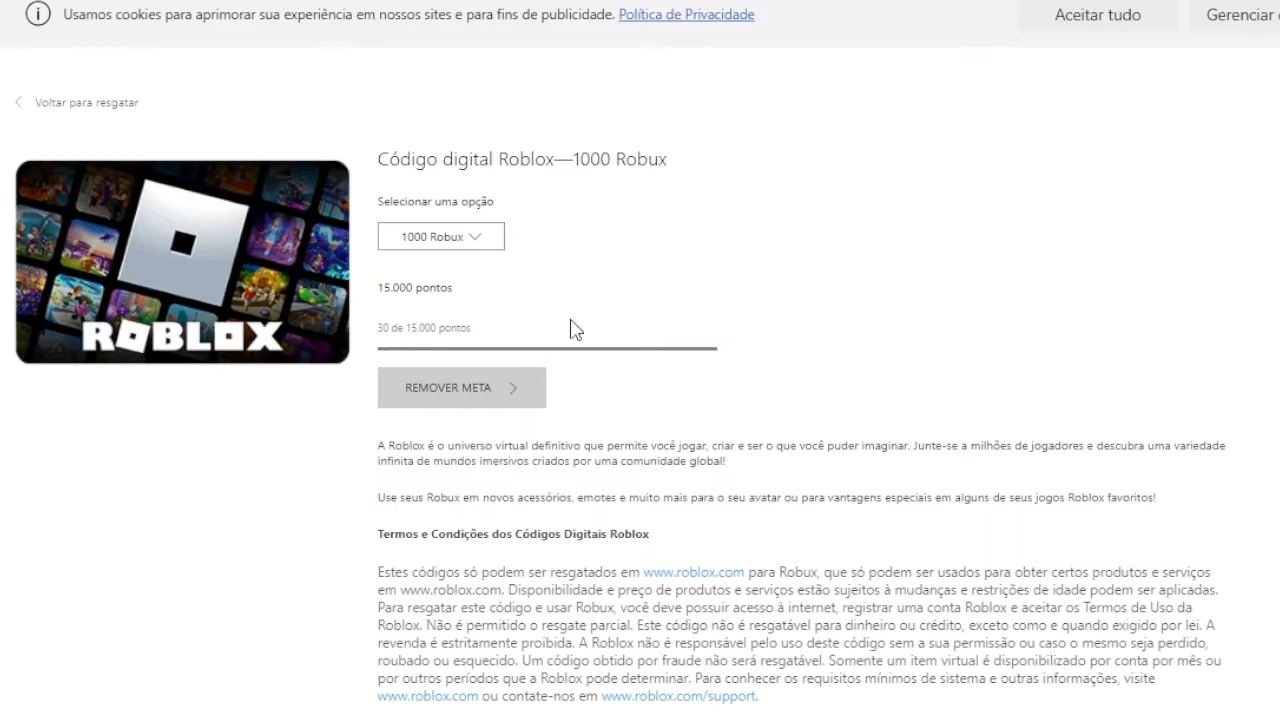 Usamos cookies para aprimorar sua experiência em nossos sites e para fins de publicidade. Política de Privacidade
Aceitar tudo
Gerenciar
Voltar para resgatar
Código digital Roblox—1000 Robux
Selecionar uma opção
1000 Robux
15.000 pontos
30 de 15.000 pontos
ROBLOX
REMOVER META
A Roblox é o universo virtual definitivo que permite você jogar, criar e ser o que você puder imaginar. Junte-se a milhões de jogadores e descubra uma variedade
infinita de mundos imersivos criados por uma comunidade global!
Use seus Robux em novos acessórios, emotes e muito mais para o seu avatar ou para vantagens especiais em alguns de seus jogos Roblox favoritos!
Termos e Condições dos Códigos Digitais Roblox
Estes códigos só podem ser resgatados em www.roblox.com para Robux, que só podem ser usados para obter certos produtos e serviços
em www.roblox.com. Disponibilidade e preço de produtos e serviços estão sujeitos à mudanças e restrições de idade podem ser aplicadas.
Para resgatar este código e usar Robux, você deve possuir acesso à internet, registrar uma conta Roblox e aceitar os Termos de Uso da
Roblox. Não é permitido o resgate parcial. Este código não é resgatável para dinheiro ou crédito, exceto como e quando exigido por lei. A
revenda é estritamente proibida. A Roblox não é responsável pelo uso deste código sem a sua permissão ou caso o mesmo seja perdido,
roubado ou esquecido. Um código obtido por fraude não será resgatável. Somente um item virtual é disponibilizado por conta por mês ou
por outros períodos que a Roblox pode determinar. Para conhecer os requisitos mínimos de sistema e outras informações, visite
www.roblox.com ou contate-nos em www.roblox.com/support.